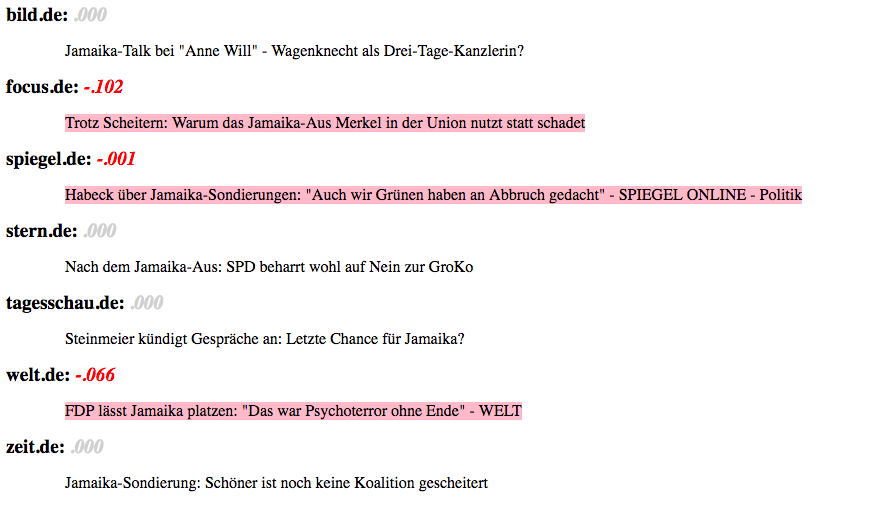 bild.de: .000
Jamaika-Talk bei "Anne Will" - Wagenknecht als Drei-Tage-Kanzlerin?
focus.de: -.102
Trotz Scheitern: Warum das Jamaika-Aus Merkel in der Union nutzt statt schadet
spiegel.de: -.001
Habeck über Jamaika-Sondierungen: "Auch wir Grünen haben an Abbruch gedacht" - SPIEGEL ONLINE - Politik
stern.de: .000
Nach dem Jamaika-Aus: SPD beharrt wohl auf Nein zur GroKo
tagesschau.de: .000
Steinmeier kündigt Gespräche an: Letzte Chance für Jamaika?
welt.de: -.066
FDP lässt Jamaika platzen: "Das war Psychoterror ohne Ende" - WELT
zeit.de: .000
Jamaika-Sondierung: Schöner ist noch keine Koalition gescheitert